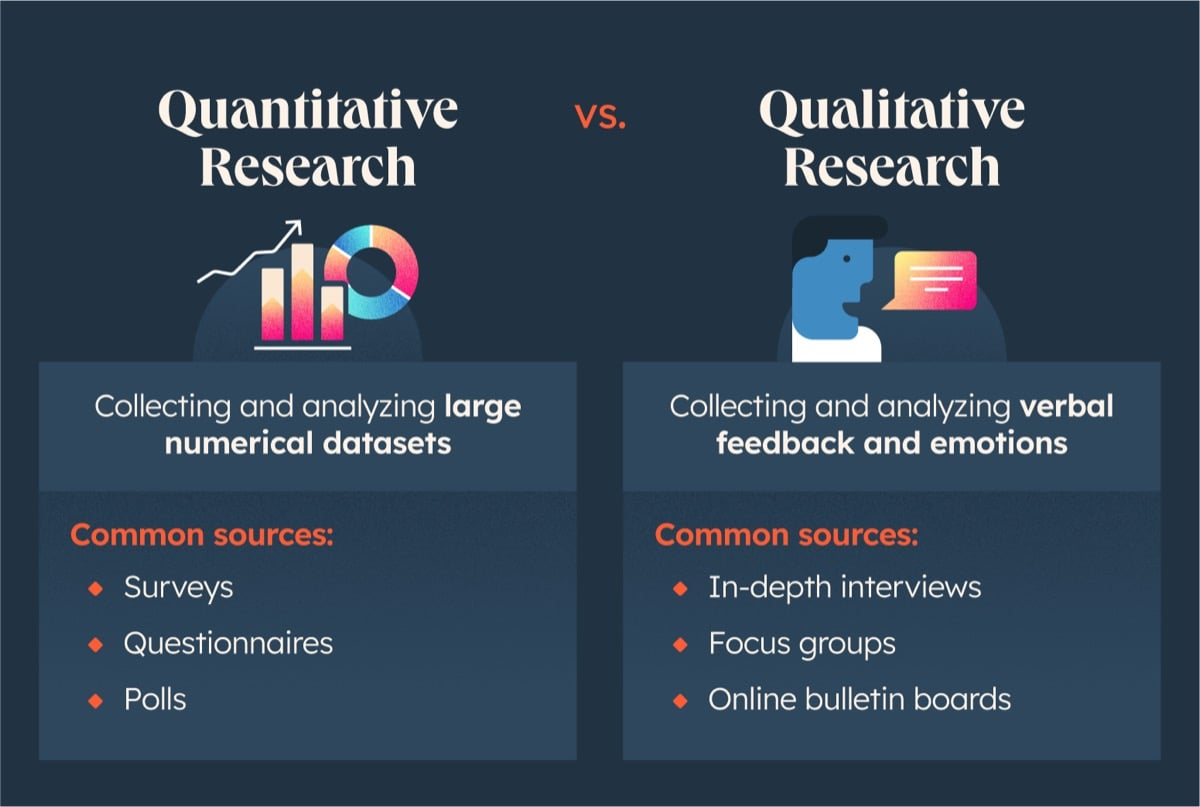 Quantitative
Research
vs.
Qualitative
Research
Collecting and analyzing large
numerical datasets
Common sources:
Surveys
Questionnaires
Polls
Collecting and analyzing verbal
feedback and emotions
Common sources:
In-depth interviews
Focus groups
Online bulletin boards